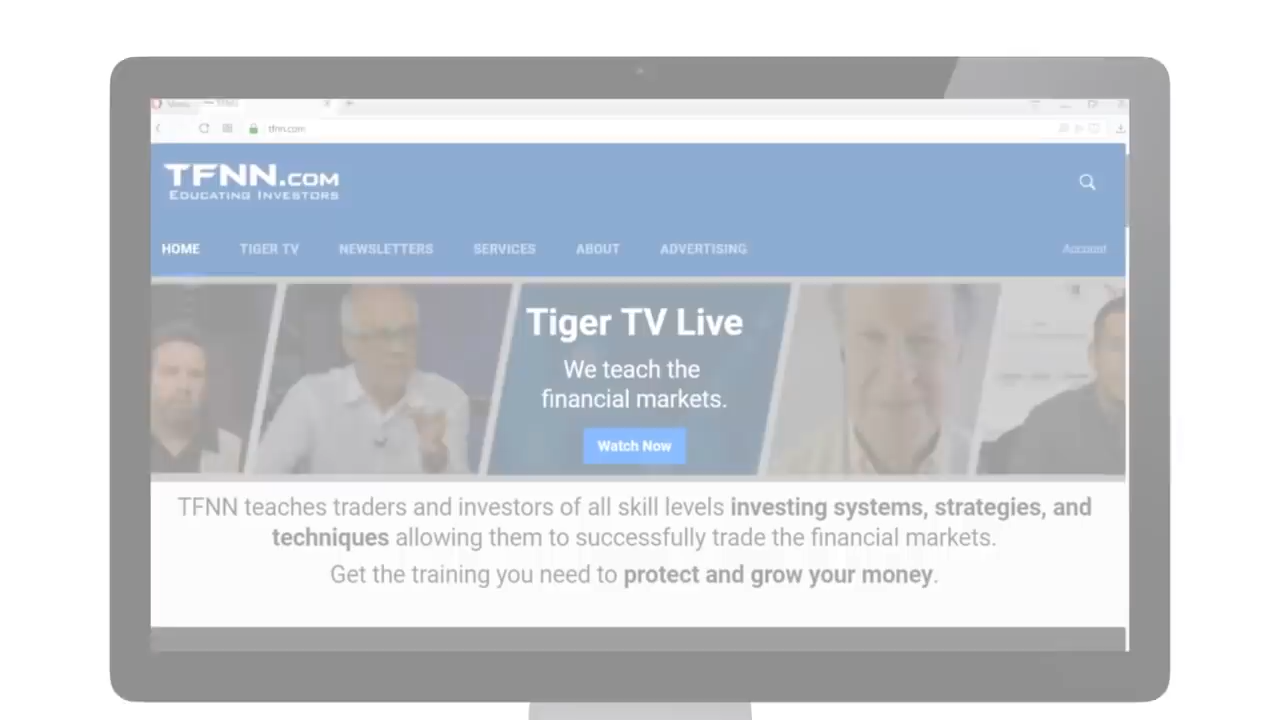 Menu TFNN
tfnn.com
TFNN.COM
EDUCATING INVESTORS
HOME TIGER TV NEWSLETTERS SERVICES ABOUT ADVERTISING Account
Tiger TV Live
We teach the
financial markets.
Watch Now
TFNN teaches traders and investors of all skill levels investing systems, strategies, and
techniques allowing them to successfully trade the financial markets.
Get the training you need to protect and grow your money.